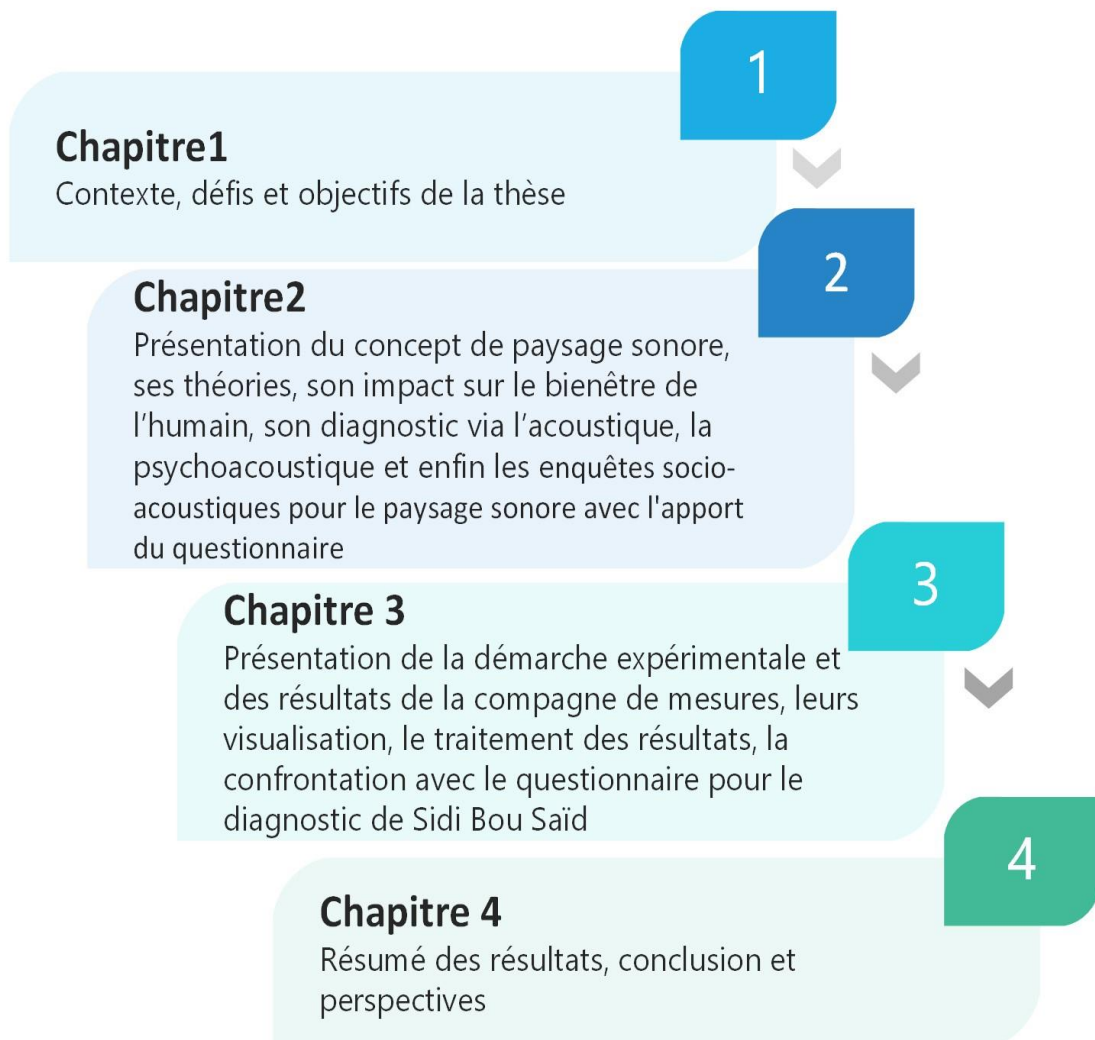 1
Chapitre1
Contexte, défis et objectifs de la thèse
2
Chapitre2
Présentation du concept de paysage sonore,
ses théories, son impact sur le bienêtre de
l'humain, son diagnostic via l'acoustique, la
psychoacoustique et enfin les enquêtes socio-
acoustiques pour le paysage sonore avec l'apport
du questionnaire
3
Chapitre 3
Présentation de la démarche expérimentale et
des résultats de la compagne de mesures, leurs
visualisation, le traitement des résultats, la
confrontation avec le questionnaire pour le
diagnostic de Sidi Bou Saïd
4
Chapitre 4
Résumé des résultats, conclusion et
perspectives